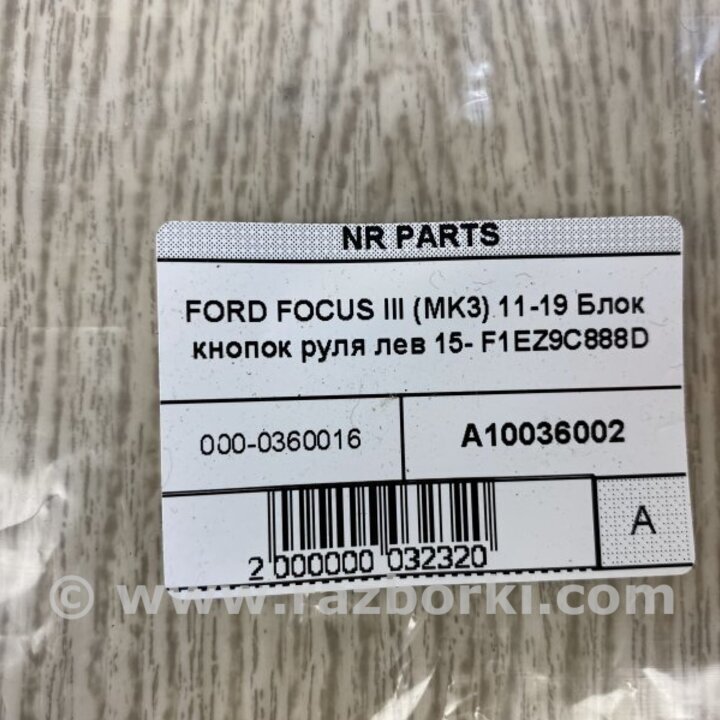 NR PARTS
FORD FOCUS III (MK3) 11-19 Блок
кнопок руля лев 15- F1EZ9C888D
000-0360016
A10036002
A
2 000000 032320
© www.razborki.com